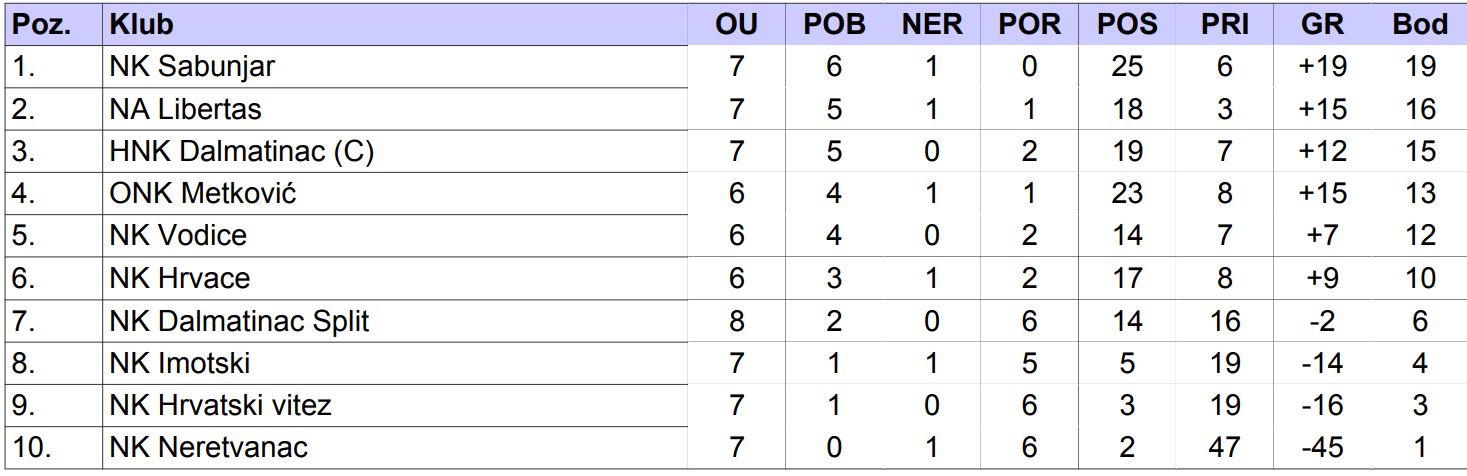 Poz. Klub OU POB NER POR POS PRI GR Bod
1. NK Sabunjar 7 6 1 0 25 6 +19 19
2. NA Libertas 7 5 1 1 18 3 +15 16
3. HNK Dalmatinac (C) 7 5 0 2 19 7 +12 15
4. ONK Metković 6 4 1 1 23 8 +15 13
5. NK Vodice 6 4 0 2 14 7 +7 12
6. NK Hrvace 6 3 1 2 17 8 +9 10
7. NK Dalmatinac Split 8 2 0 6 14 16 -2 6
8. NK Imotski 7 1 1 5 5 19 -14 4
9. NK Hrvatski vitez 7 1 0 6 3 19 -16 3
10. NK Neretvanac 7 0 1 6 2 47 -45 1